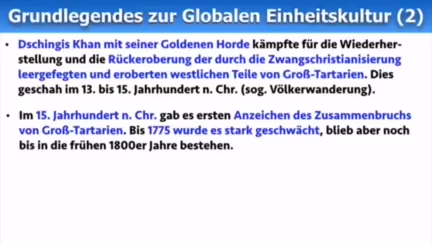 Grundlegendes zur Globalen Einheitskultur (2)
• Dschingis Khan mit seiner Goldenen Horde kämpfte für die Wiederher-
stellung und die Rückeroberung der durch die Zwangschristianisierung
leergefegten und eroberten westlichen Teile von Groß-Tartarien. Dies
geschah im 13. bis 15. Jahrhundert n. Chr. (sog. Völkerwanderung).
• Im 15. Jahrhundert n. Chr. gab es ersten Anzeichen des Zusammenbruchs
von Groß-Tartarien. Bis 1775 wurde es stark geschwächt, blieb aber noch
bis in die frühen 1800er Jahre bestehen.